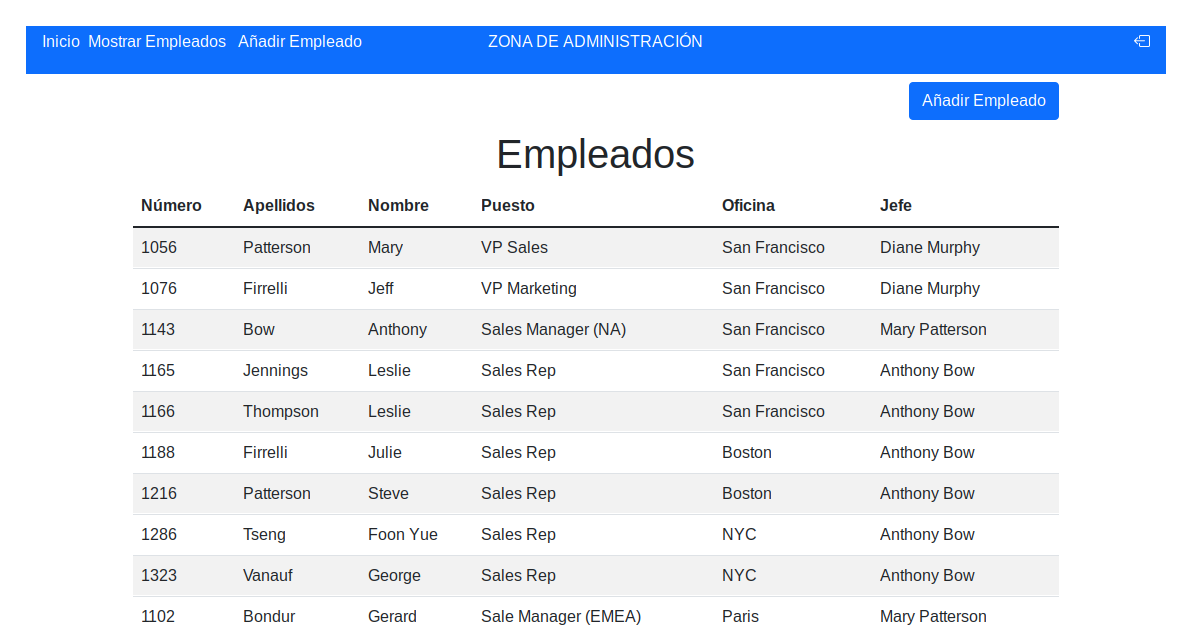 Inicio Mostrar Empleados Añadir Empleado ZONA DE ADMINISTRACIÓN
Añadir Empleado
Empleados
Número Apellidos Nombre Puesto Oficina Jefe
1056 Patterson Mary VP Sales San Francisco Diane Murphy
1076 Firrelli Jeff VP Marketing San Francisco Diane Murphy
1143 Bow Anthony Sales Manager (NA) San Francisco Mary Patterson
1165 Jennings Leslie Sales Rep San Francisco Anthony Bow
1166 Thompson Leslie Sales Rep San Francisco Anthony Bow
1188 Firrelli Julie Sales Rep Boston Anthony Bow
1216 Patterson Steve Sales Rep Boston Anthony Bow
1286 Tseng Foon Yue Sales Rep NYC Anthony Bow
1323 Vanauf George Sales Rep NYC Anthony Bow
1102 Bondur Gerard Sale Manager (EMEA) Paris Mary Patterson